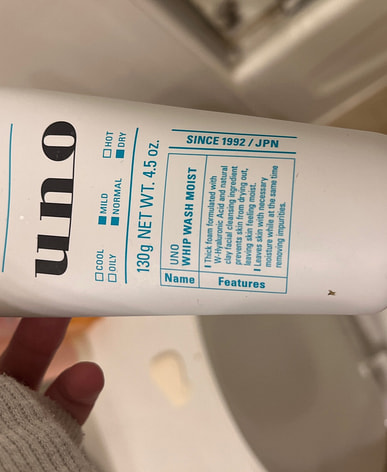 uno
□ COOL ■ MILD □ HOT
□ OILY ■ NORMAL ■ DRY
130g NET WT. 4.5 OZ.
SINCE 1992 / JPN
Name
UNO
WHIP WASH MOIST
Features
Thick foam formulated with
W-Hyaluronic Acid and natural
clay facial cleansing ingredient
prevents skin from drying out,
leaving skin feeling moist.
Leaves skin with necessary
moisture while at the same time
removing impurities.